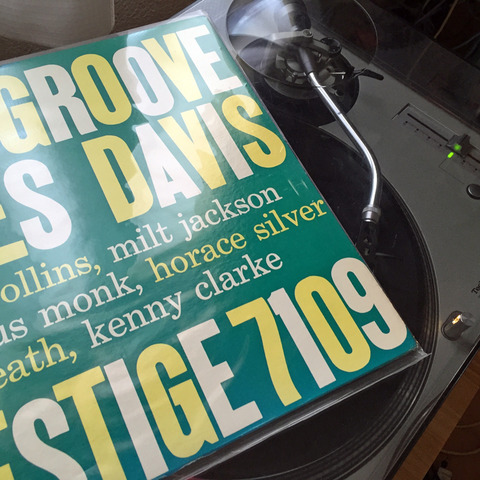 GROOVE
ES DAVIS
ollins, milt jackson
us monk, horace silver
eath, kenny clarke
ESTIGE 7109